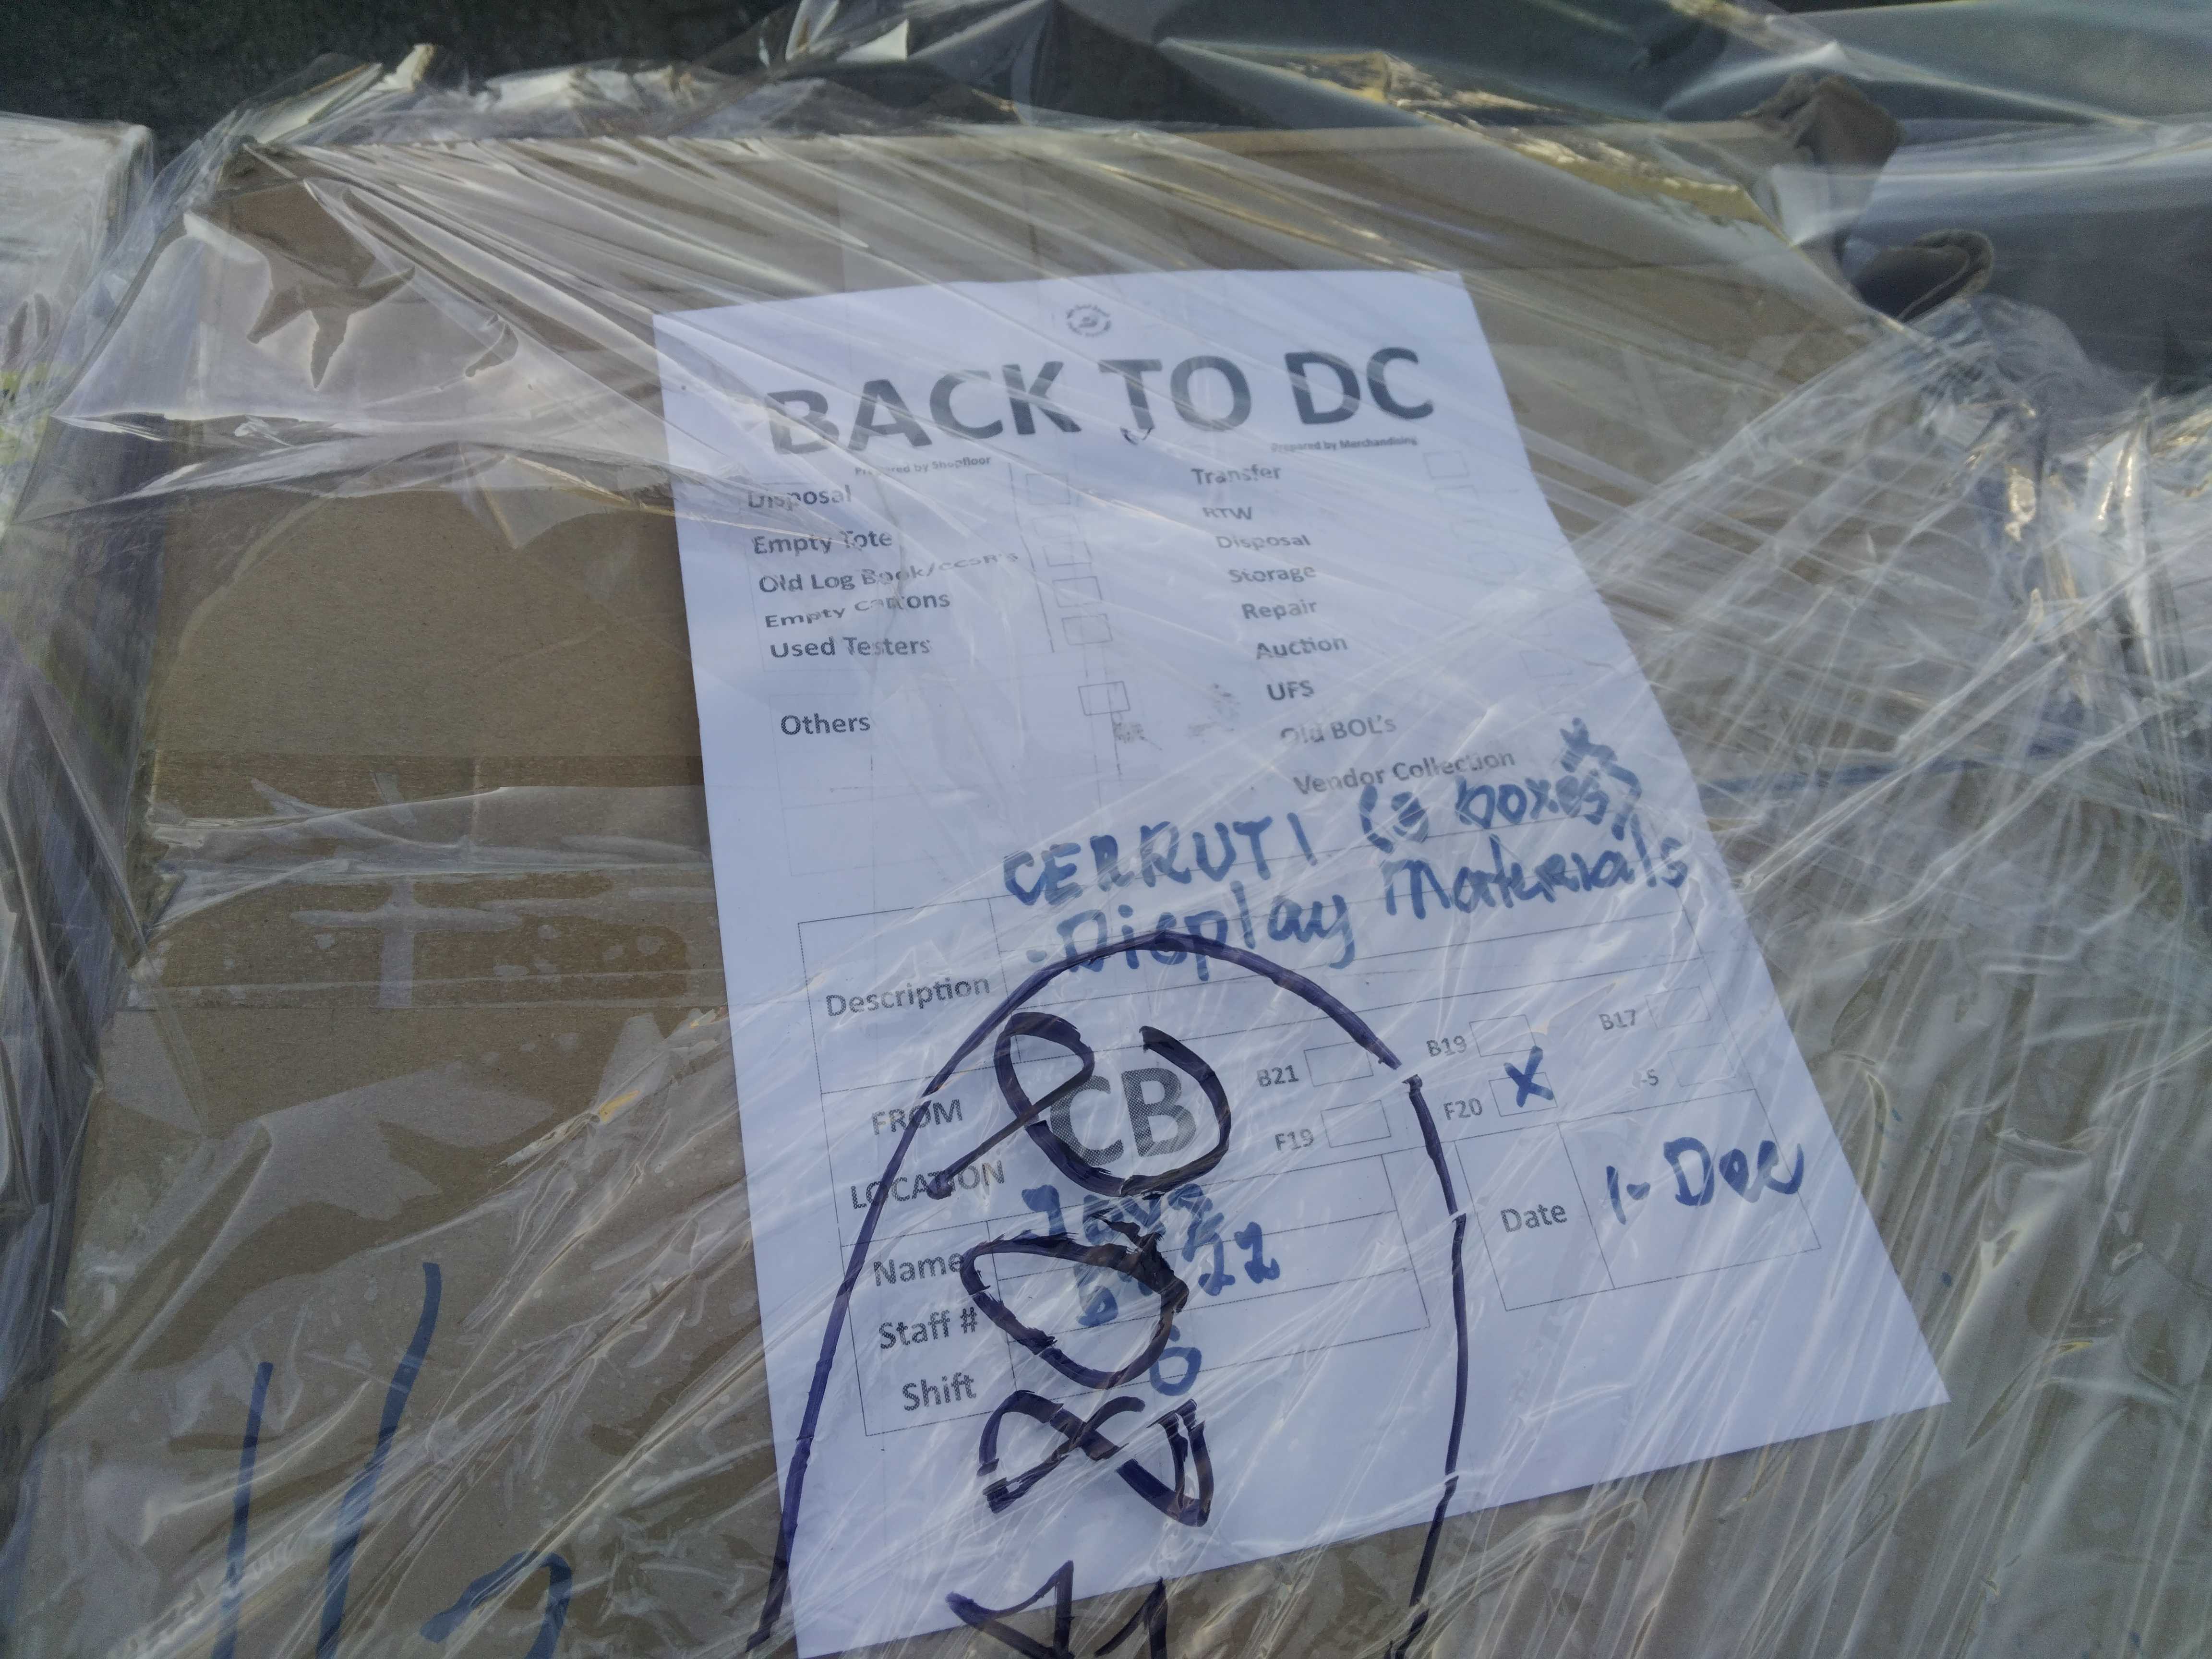 BACK TO DC
Prepared by Shopfloor
Prepared by Merchandising
Disposal
Empty Tote
Old Log Book/
Empty Cartons
Used Testers
Others
Transfer
RTW
Disposal
Storage
Repair
Auction
UFS
Old BOL's
Vendor Collection
CERRUTI (3 boxes)
-Display Materials
Description
FROM LOCATION
CB
B21
B19
B17
F19
F20 X
Name
Staff #
Shift
Date 1-Dec